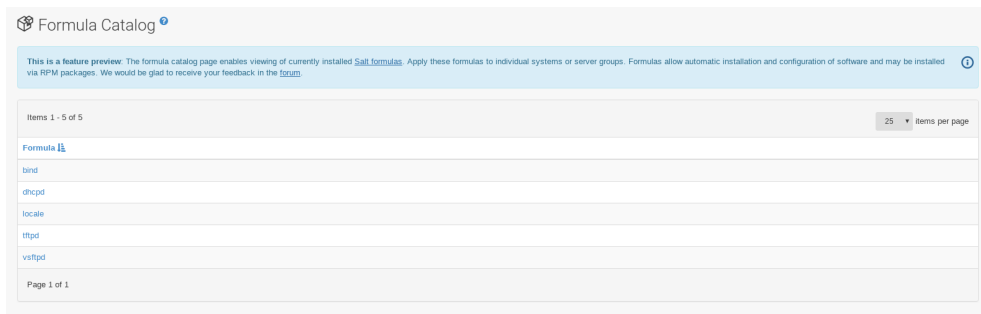 Formula Catalog
This is a feature preview: The formula catalog page enables viewing of currently installed Salt formulas. Apply these formulas to individual systems or server groups. Formulas allow automatic installation and configuration of software and may be installed
via RPM packages. We would be glad to receive your feedback in the forum.
Items 1 - 5 of 5
25 items per page
Formula
bind
dhcpd
locale
tftpd
vsftpd
Page 1 of 1